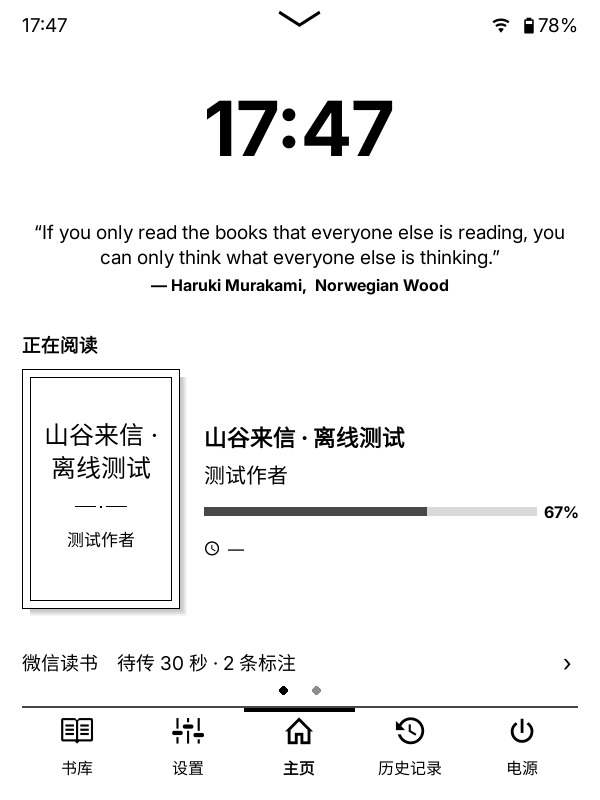 17:47
78%
17:47
“If you only read the books that everyone else is reading, you
can only think what everyone else is thinking.”
— Haruki Murakami, Norwegian Wood
正在阅读
山谷来信 ·
离线测试
测试作者
山谷来信 · 离线测试
测试作者
67%
—
微信读书 待传 30 秒 · 2 条标注 ›
书库 设置 主页 历史记录 电源